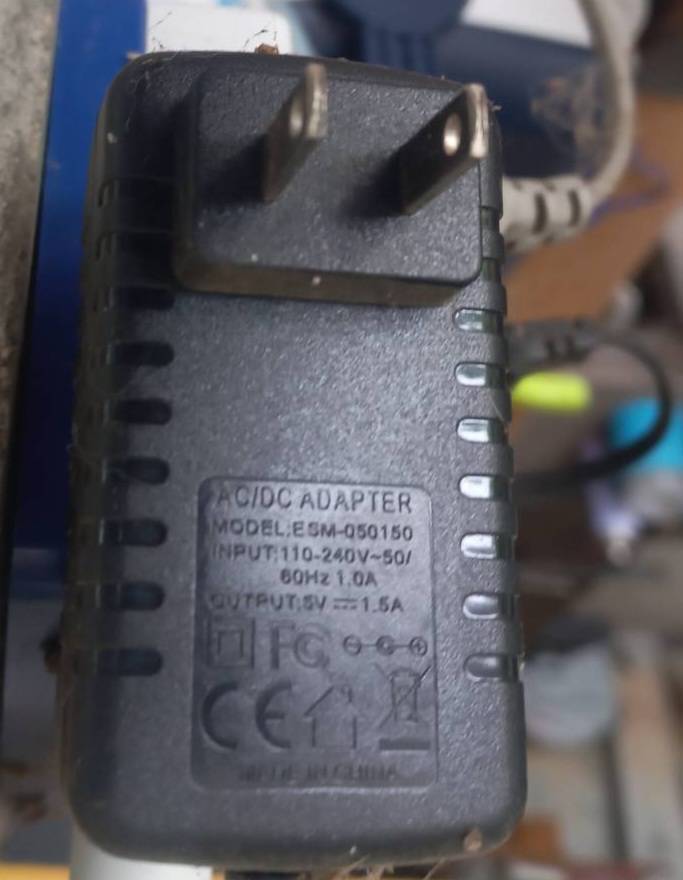 AC/DC ADAPTER
MODEL:ESM-050150
INPUT:110-240V~50/
60Hz 1.0A
OUTPUT:5V⎓1.5A
FC
CE
MADE IN CHINA